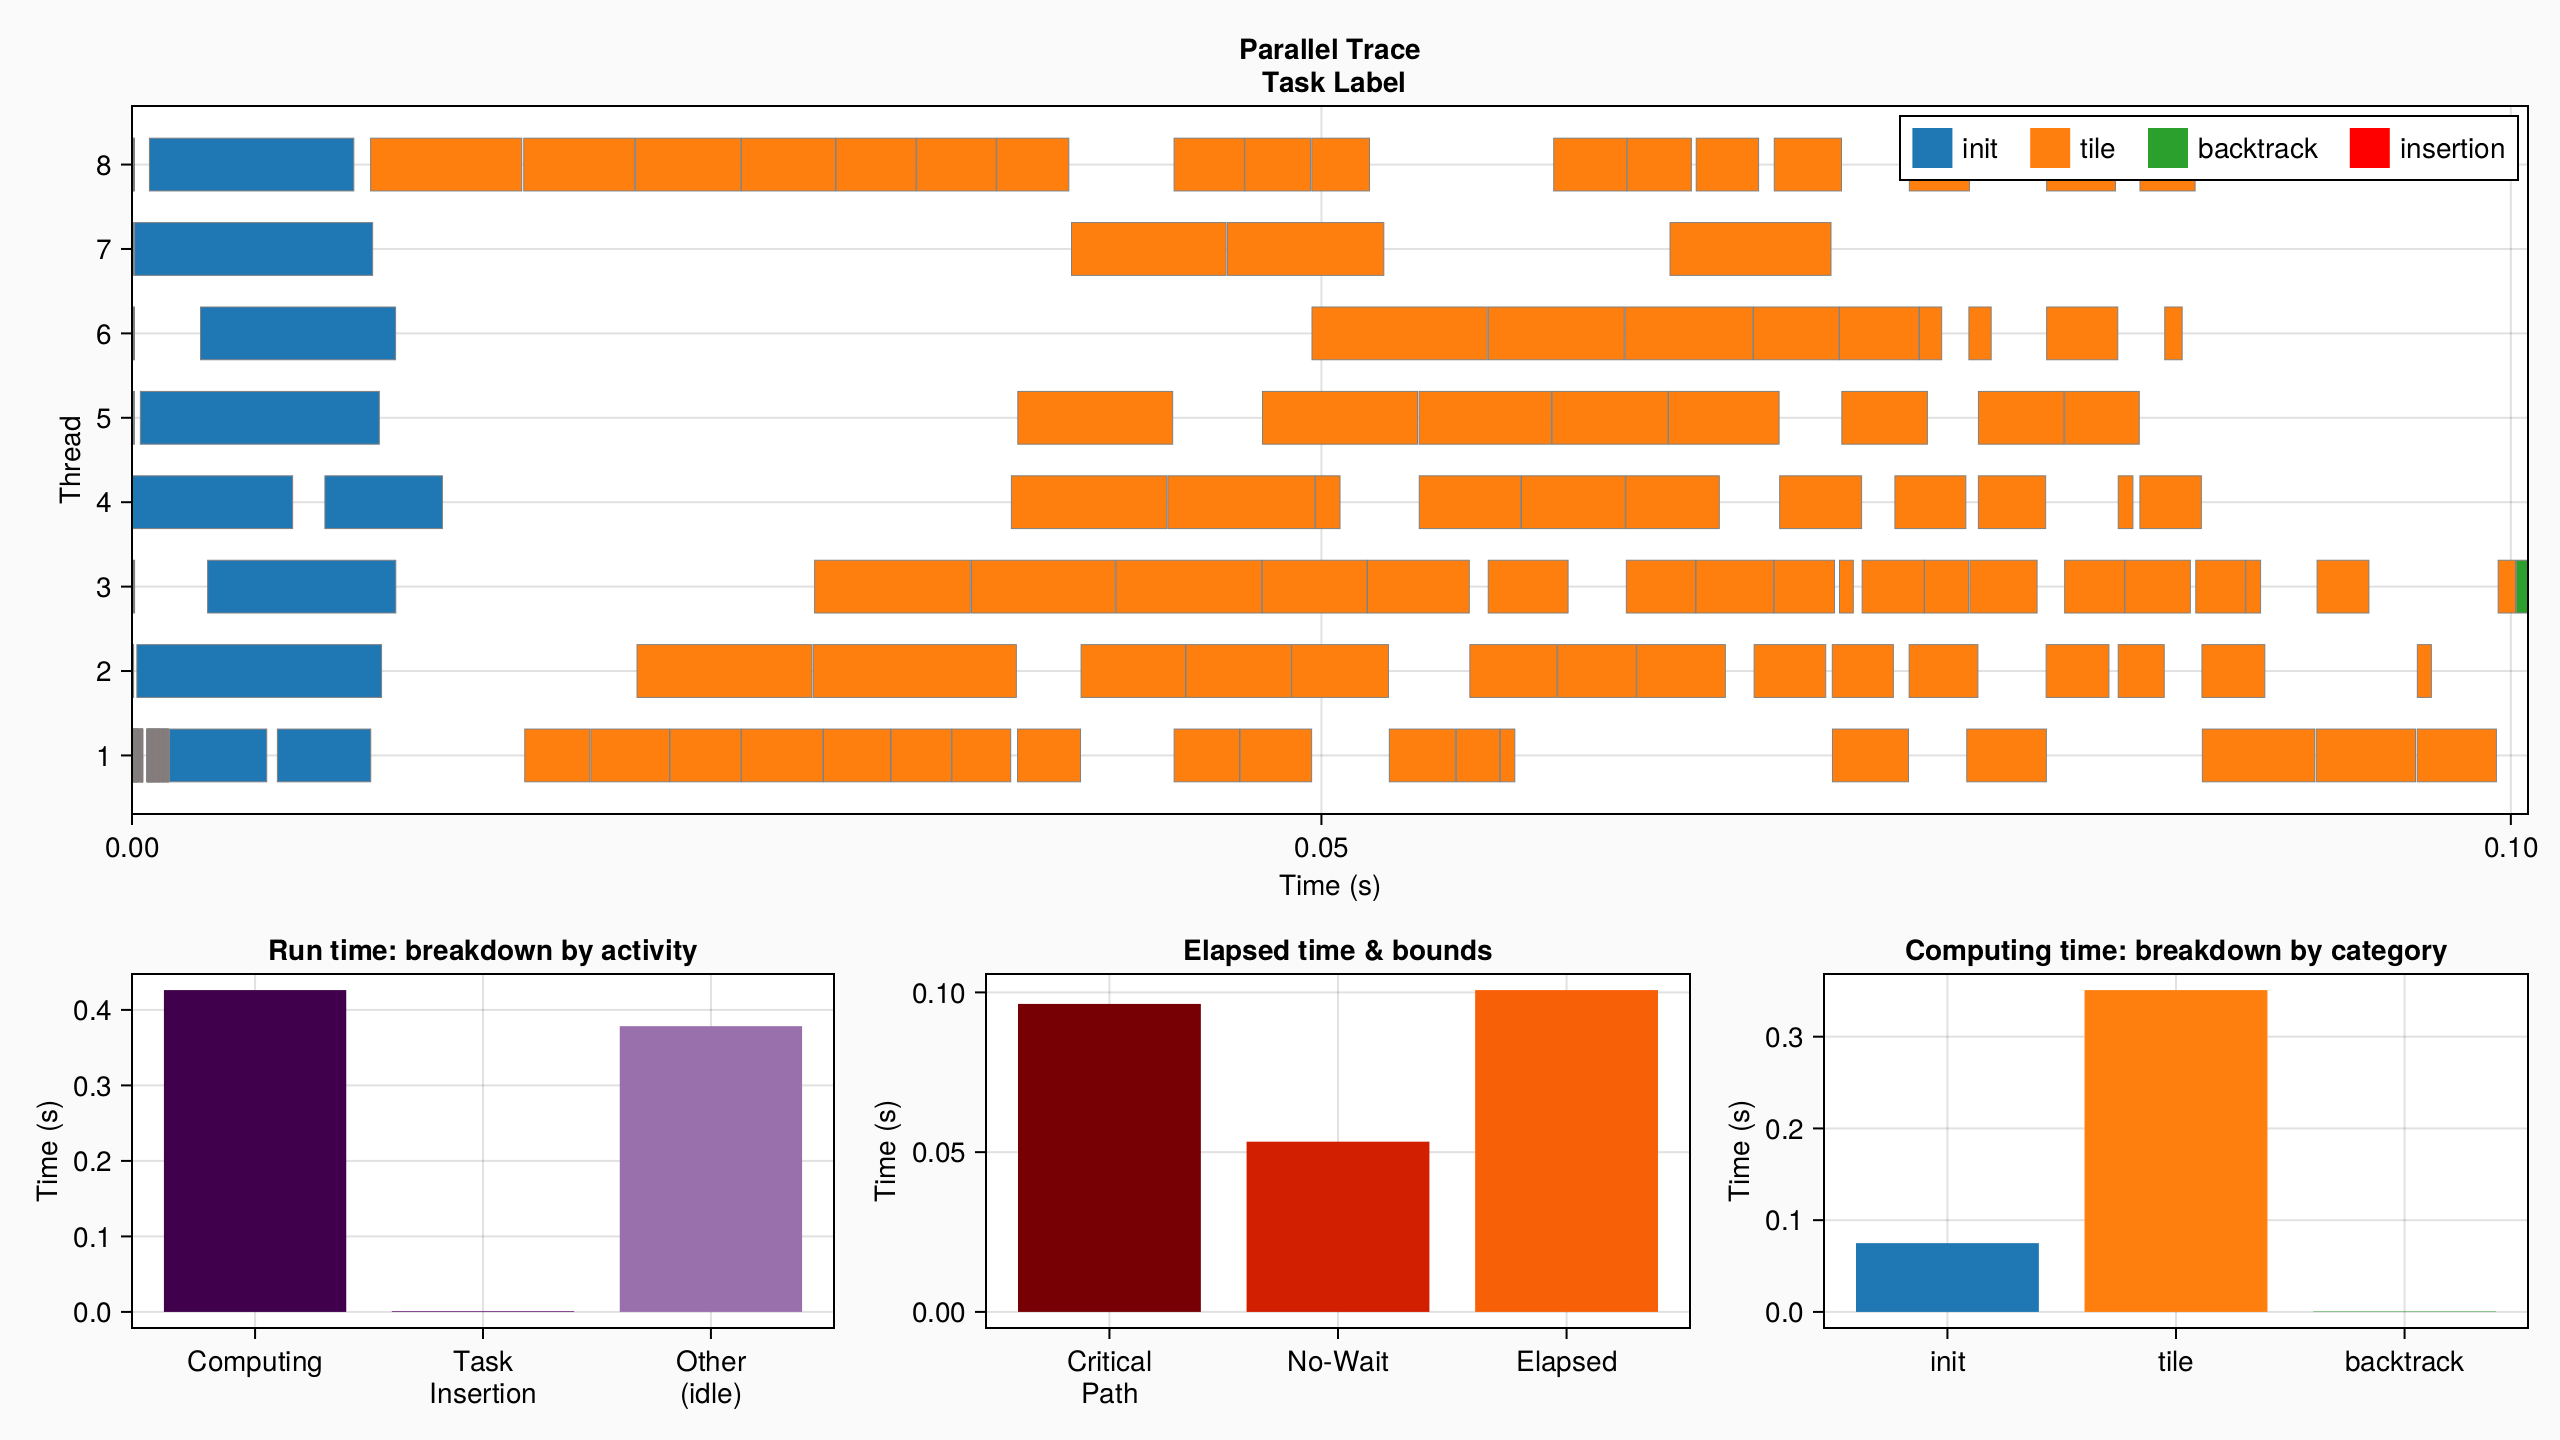 Parallel Trace
Task Label
init tile backtrack insertion
8
7
6
5
4
3
2
1
Thread
0.00 0.05 0.10
Time (s)
Run time: breakdown by activity
0.4
0.3
0.2
0.1
0.0
Time (s)
Computing Task Insertion Other (idle)
Elapsed time & bounds
0.10
0.05
0.00
Time (s)
Critical Path No-Wait Elapsed
Computing time: breakdown by category
0.3
0.2
0.1
0.0
Time (s)
init tile backtrack